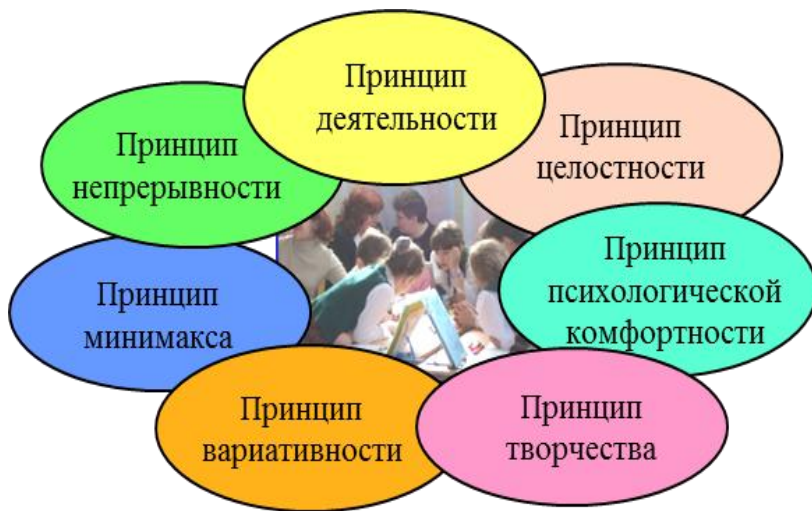 Принцип
деятельности
Принцип
целостности
Принцип
психологической
комфортности
Принцип
творчества
Принцип
вариативности
Принцип
минимакса
Принцип
непрерывности